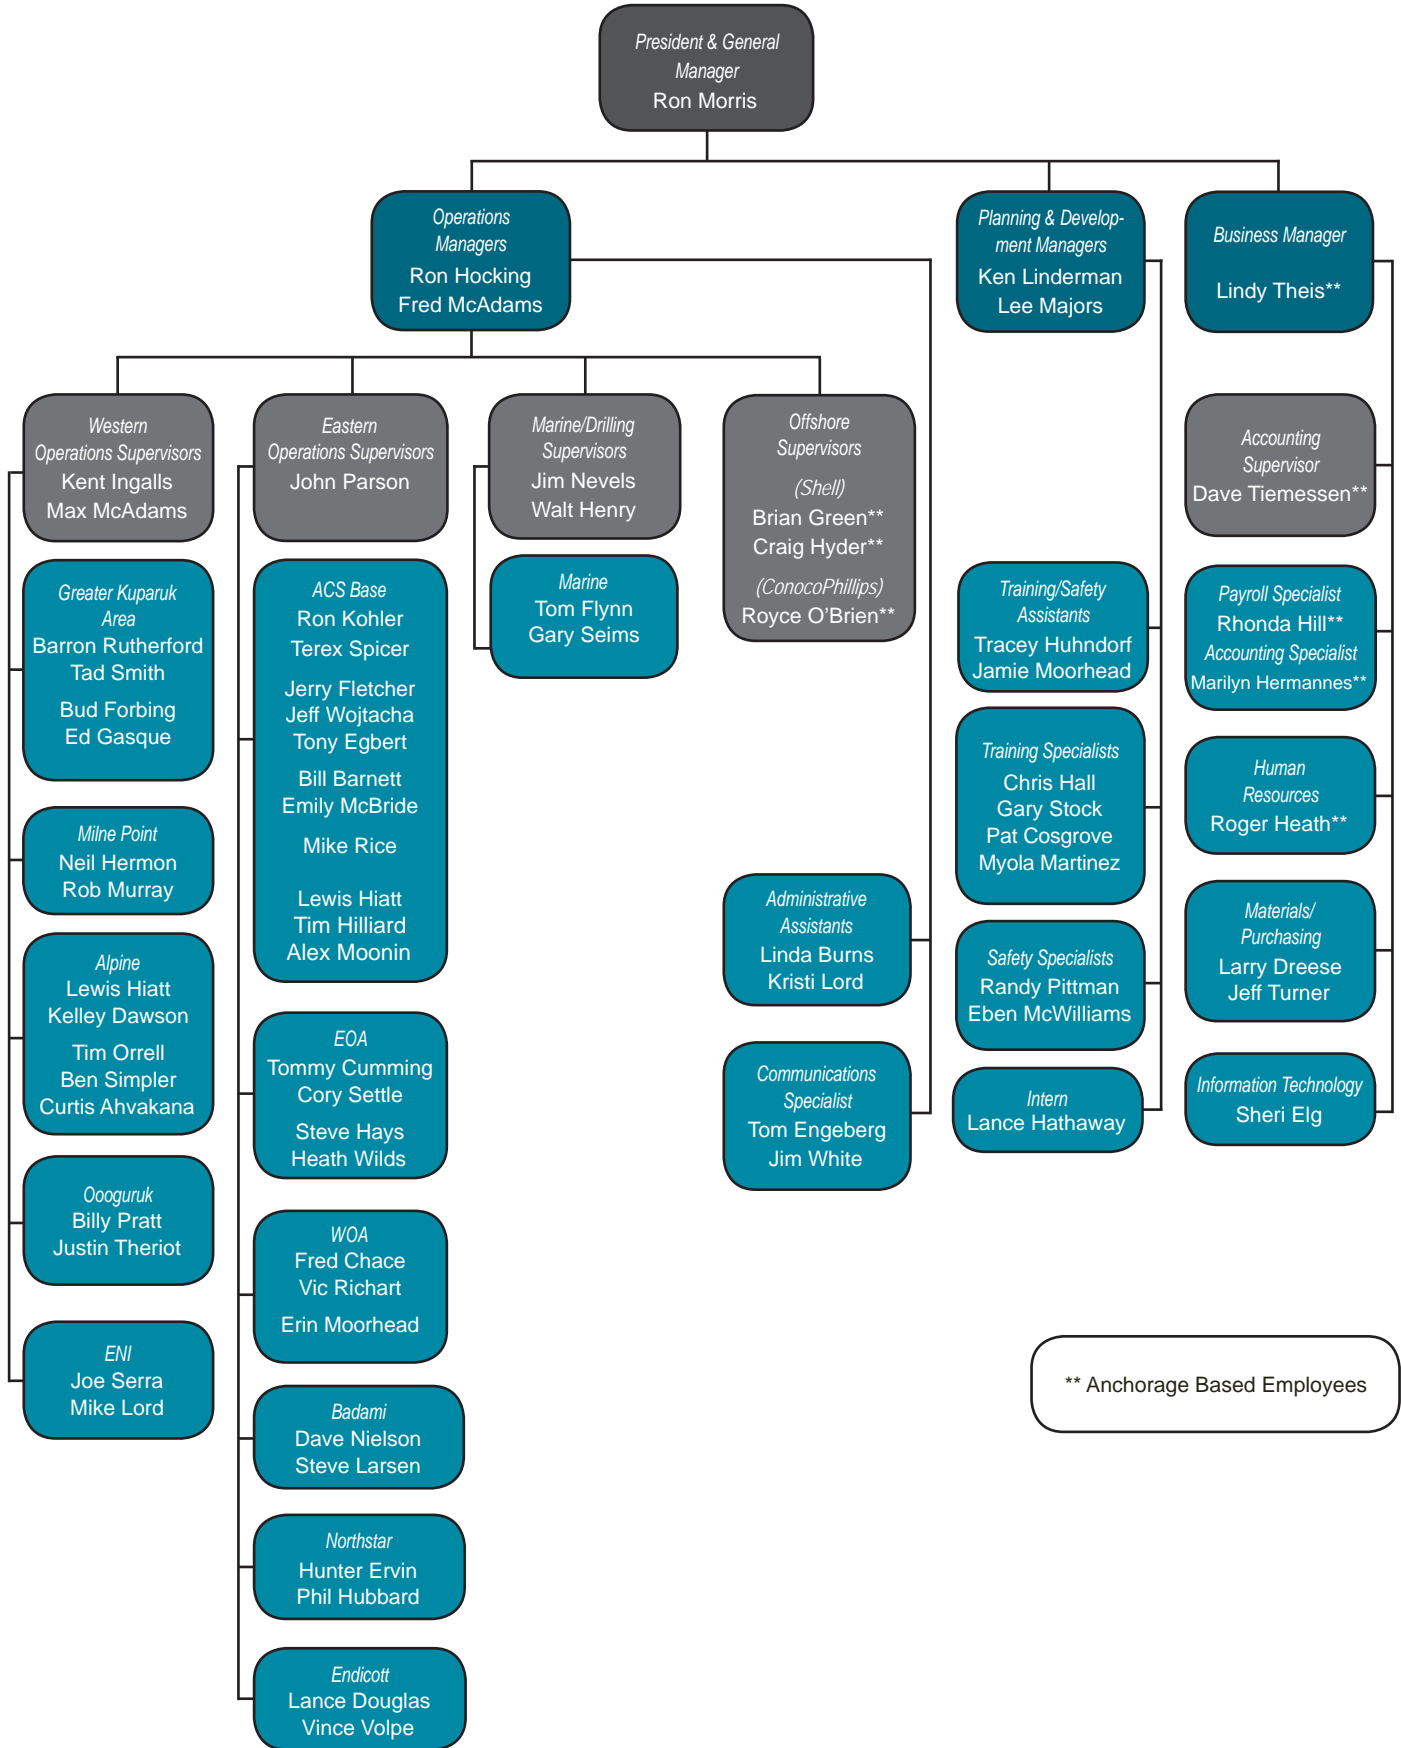 President & General
Manager
Ron Morris
Operations
Managers
Ron Hocking
Fred McAdams
Planning & Develop-
ment Managers
Ken Linderman
Lee Majors
Business Manager
Lindy Theis**
Western
Operations Supervisors
Kent Ingalls
Max McAdams
Eastern
Operations Supervisors
John Parson
Marine/Drilling
Supervisors
Jim Nevels
Walt Henry
Offshore
Supervisors
(Shell)
Brian Green**
Craig Hyder**
(ConocoPhillips)
Royce O'Brien**
Accounting
Supervisor
Dave Tiemessen**
Greater Kuparuk
Area
Barron Rutherford
Tad Smith
Bud Forbing
Ed Gasque
Milne Point
Neil Hermon
Rob Murray
Alpine
Lewis Hiatt
Kelley Dawson
Tim Orrell
Ben Simpler
Curtis Ahvakana
Oooguruk
Billy Pratt
Justin Theriot
ENI
Joe Serra
Mike Lord
ACS Base
Ron Kohler
Terex Spicer
Jerry Fletcher
Jeff Wojtacha
Tony Egbert
Bill Barnett
Emily McBride
Mike Rice
Lewis Hiatt
Tim Hilliard
Alex Moonin
EOA
Tommy Cumming
Cory Settle
Steve Hays
Heath Wilds
WOA
Fred Chace
Vic Richart
Erin Moorhead
Badami
Dave Nielson
Steve Larsen
Northstar
Hunter Ervin
Phil Hubbard
Endicott
Lance Douglas
Vince Volpe
Marine
Tom Flynn
Gary Seims
Administrative
Assistants
Linda Burns
Kristi Lord
Communications
Specialist
Tom Engeberg
Jim White
Training/Safety
Assistants
Tracey Huhndorf
Jamie Moorhead
Training Specialists
Chris Hall
Gary Stock
Pat Cosgrove
Myola Martinez
Safety Specialists
Randy Pittman
Eben McWilliams
Intern
Lance Hathaway
Payroll Specialist
Rhonda Hill**
Accounting Specialist
Marilyn Hermannes**
Human
Resources
Roger Heath**
Materials/
Purchasing
Larry Dreese
Jeff Turner
Information Technology
Sheri Elg
** Anchorage Based Employees